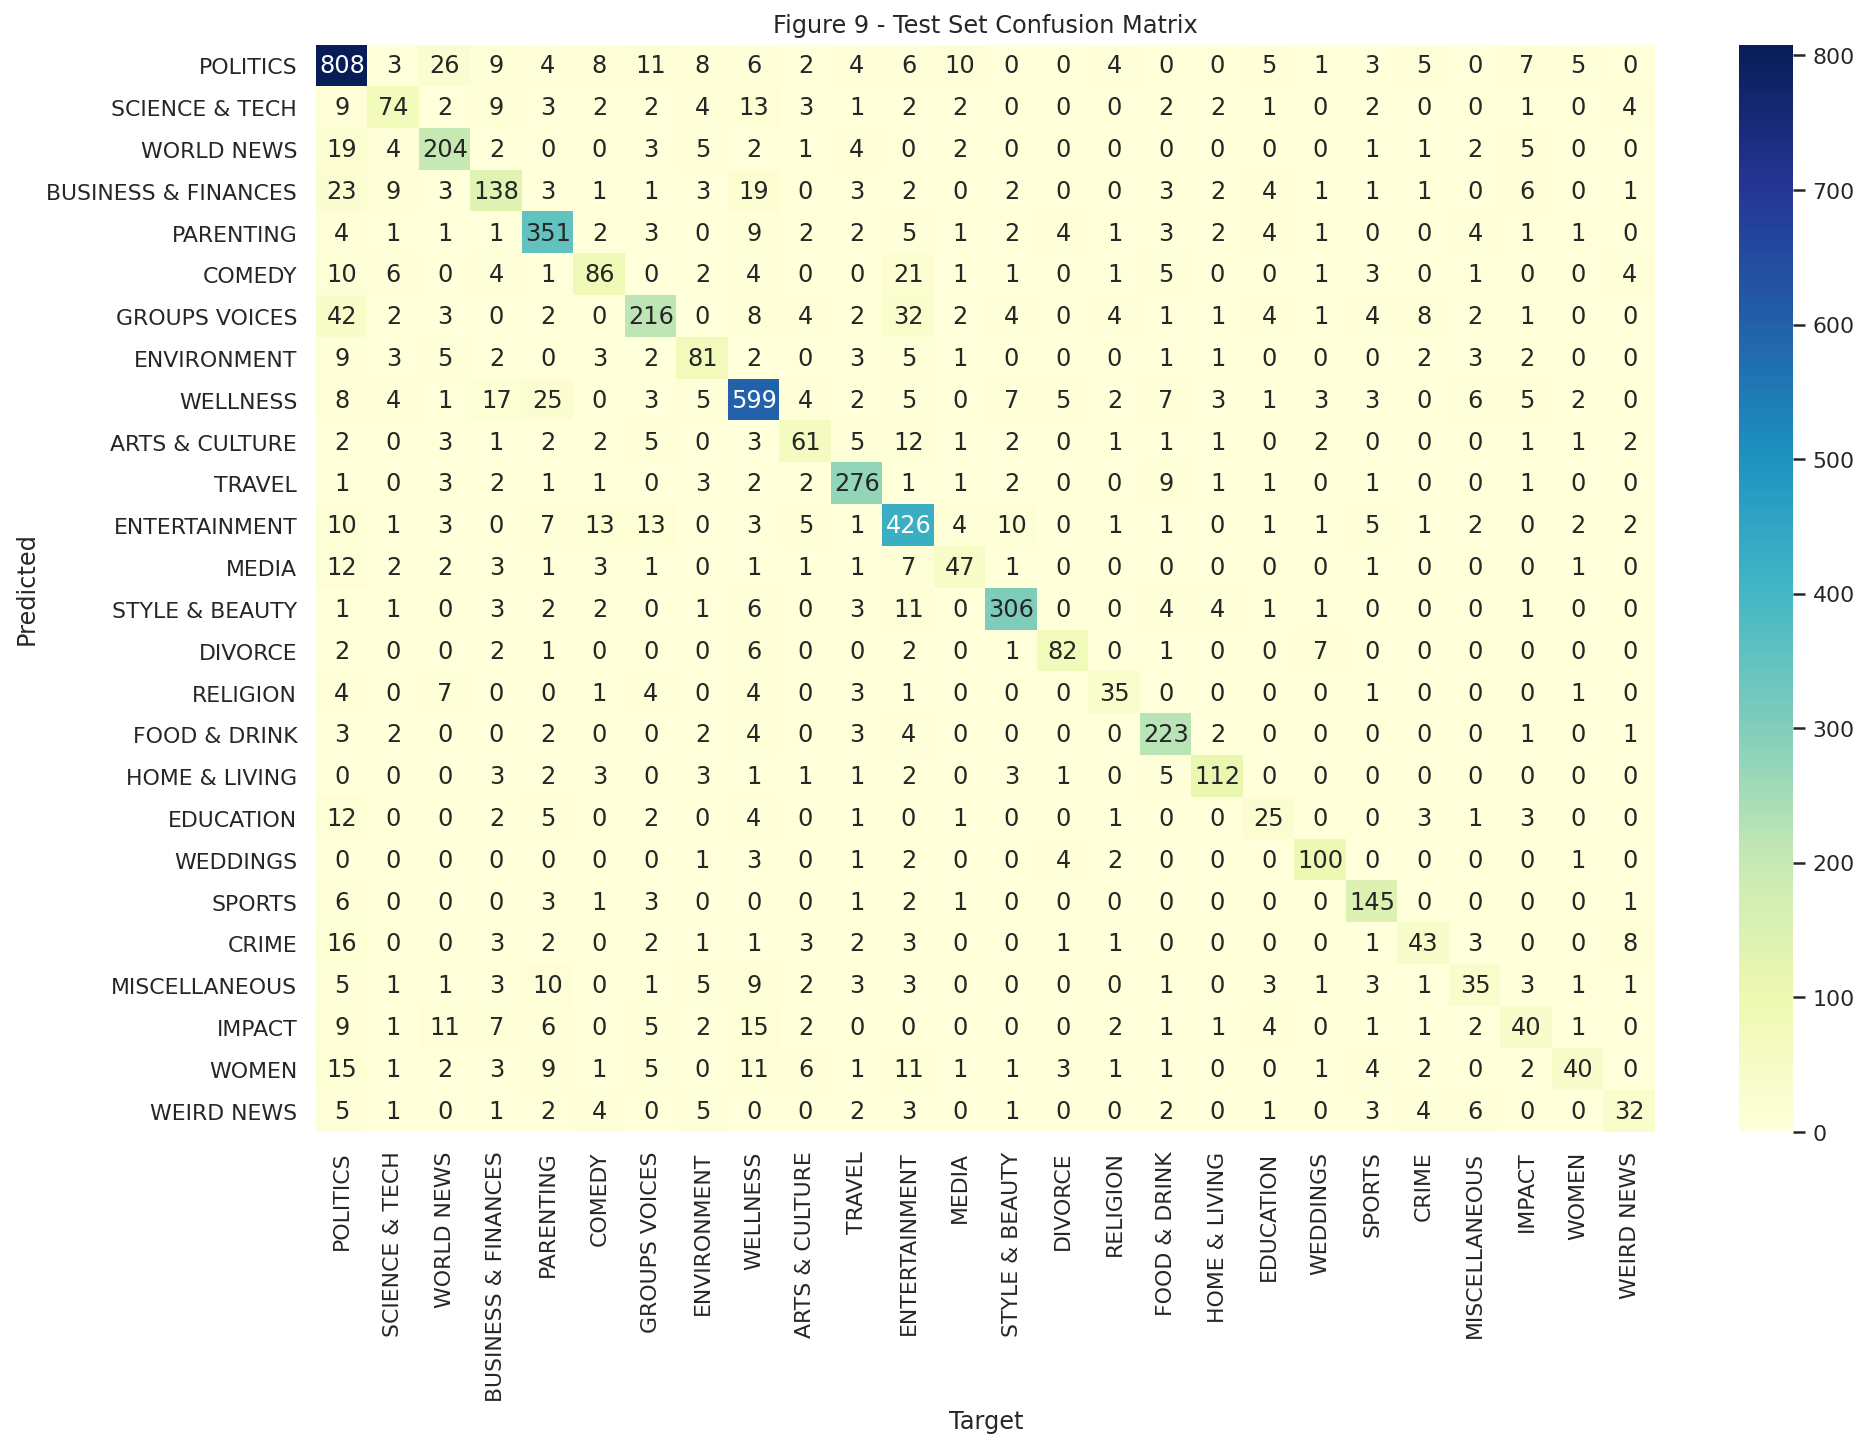 Figure 9 - Test Set Confusion Matrix
POLITICS 808 3 26 9 4 8 11 8 6 2 4 6 10 0 0 4 0 0 5 1 3 5 0 7 5 0
SCIENCE & TECH 9 74 2 9 3 2 2 4 13 3 1 2 2 0 0 0 2 2 1 0 2 0 0 1 0 4
WORLD NEWS 19 4 204 2 0 0 3 5 2 1 4 0 2 0 0 0 0 0 0 0 1 1 2 5 0 0
BUSINESS & FINANCES 23 9 3 138 3 1 1 3 19 0 3 2 0 2 0 0 3 2 4 1 1 1 0 6 0 1
PARENTING 4 1 1 1 351 2 3 0 9 2 2 5 1 2 4 1 3 2 4 1 0 0 4 1 1 0
COMEDY 10 6 0 4 1 86 0 2 4 0 0 21 1 1 0 1 5 0 0 1 3 0 1 0 0 4
GROUPS VOICES 42 2 3 0 2 0 216 0 8 4 2 32 2 4 0 4 1 1 4 1 4 8 2 1 0 0
ENVIRONMENT 9 3 5 2 0 3 2 81 2 0 3 5 1 0 0 0 1 1 0 0 0 2 3 2 0 0
WELLNESS 8 4 1 17 25 0 3 5 599 4 2 5 0 7 5 2 7 3 1 3 3 0 6 5 2 0
ARTS & CULTURE 2 0 3 1 2 2 5 0 3 61 5 12 1 2 0 1 1 1 0 2 0 0 0 1 1 2
TRAVEL 1 0 3 2 1 1 0 3 2 2 276 1 1 2 0 0 9 1 1 0 1 0 0 1 0 0
ENTERTAINMENT 10 1 3 0 7 13 13 0 3 5 1 426 4 10 0 1 1 0 1 1 5 1 2 0 2 2
MEDIA 12 2 2 3 1 3 1 0 1 1 1 7 47 1 0 0 0 0 0 0 1 0 0 0 1 0
STYLE & BEAUTY 1 1 0 3 2 2 0 1 6 0 3 11 0 306 0 0 4 4 1 1 0 0 0 1 0 0
DIVORCE 2 0 0 2 1 0 0 0 6 0 0 2 0 1 82 0 1 0 0 7 0 0 0 0 0 0
RELIGION 4 0 7 0 0 1 4 0 4 0 3 1 0 0 0 35 0 0 0 0 1 0 0 0 1 0
FOOD & DRINK 3 2 0 0 2 0 0 2 4 0 3 4 0 0 0 0 223 2 0 0 0 0 0 1 0 1
HOME & LIVING 0 0 0 3 2 3 0 3 1 1 1 2 0 3 1 0 5 112 0 0 0 0 0 0 0 0
EDUCATION 12 0 0 2 5 0 2 0 4 0 1 0 1 0 0 1 0 0 25 0 0 3 1 3 0 0
WEDDINGS 0 0 0 0 0 0 0 1 3 0 1 2 0 0 4 2 0 0 0 100 0 0 0 0 1 0
SPORTS 6 0 0 0 3 1 3 0 0 0 1 2 1 0 0 0 0 0 0 0 145 0 0 0 0 1
CRIME 16 0 0 3 2 0 2 1 1 3 2 3 0 0 1 1 0 0 0 0 1 43 3 0 0 8
MISCELLANEOUS 5 1 1 3 10 0 1 5 9 2 3 3 0 0 0 0 1 0 3 1 3 1 35 3 1 1
IMPACT 9 1 11 7 6 0 5 2 15 2 0 0 0 0 0 2 1 1 4 0 1 1 2 40 1 0
WOMEN 15 1 2 3 9 1 5 0 11 6 1 11 1 1 3 1 1 0 0 1 4 2 0 2 40 0
WEIRD NEWS 5 1 0 1 2 4 0 5 0 0 2 3 0 1 0 0 2 0 1 0 3 4 6 0 0 32
Predicted
POLITICS
SCIENCE & TECH
WORLD NEWS
BUSINESS & FINANCES
PARENTING
COMEDY
GROUPS VOICES
ENVIRONMENT
WELLNESS
ARTS & CULTURE
TRAVEL
ENTERTAINMENT
MEDIA
STYLE & BEAUTY
DIVORCE
RELIGION
FOOD & DRINK
HOME & LIVING
EDUCATION
WEDDINGS
SPORTS
CRIME
MISCELLANEOUS
IMPACT
WOMEN
WEIRD NEWS
Target
800
700
600
500
400
300
200
100
0